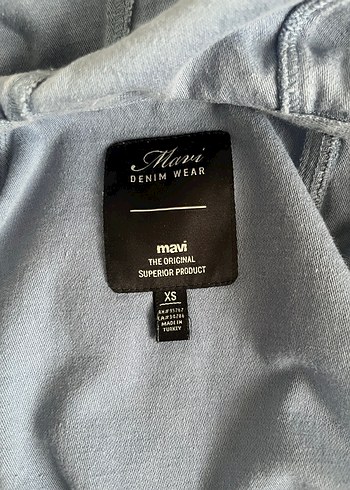 Mavi
DENIM WEAR
mavi
THE ORIGINAL
SUPERIOR PRODUCT
XS
MADE IN
TURKEY